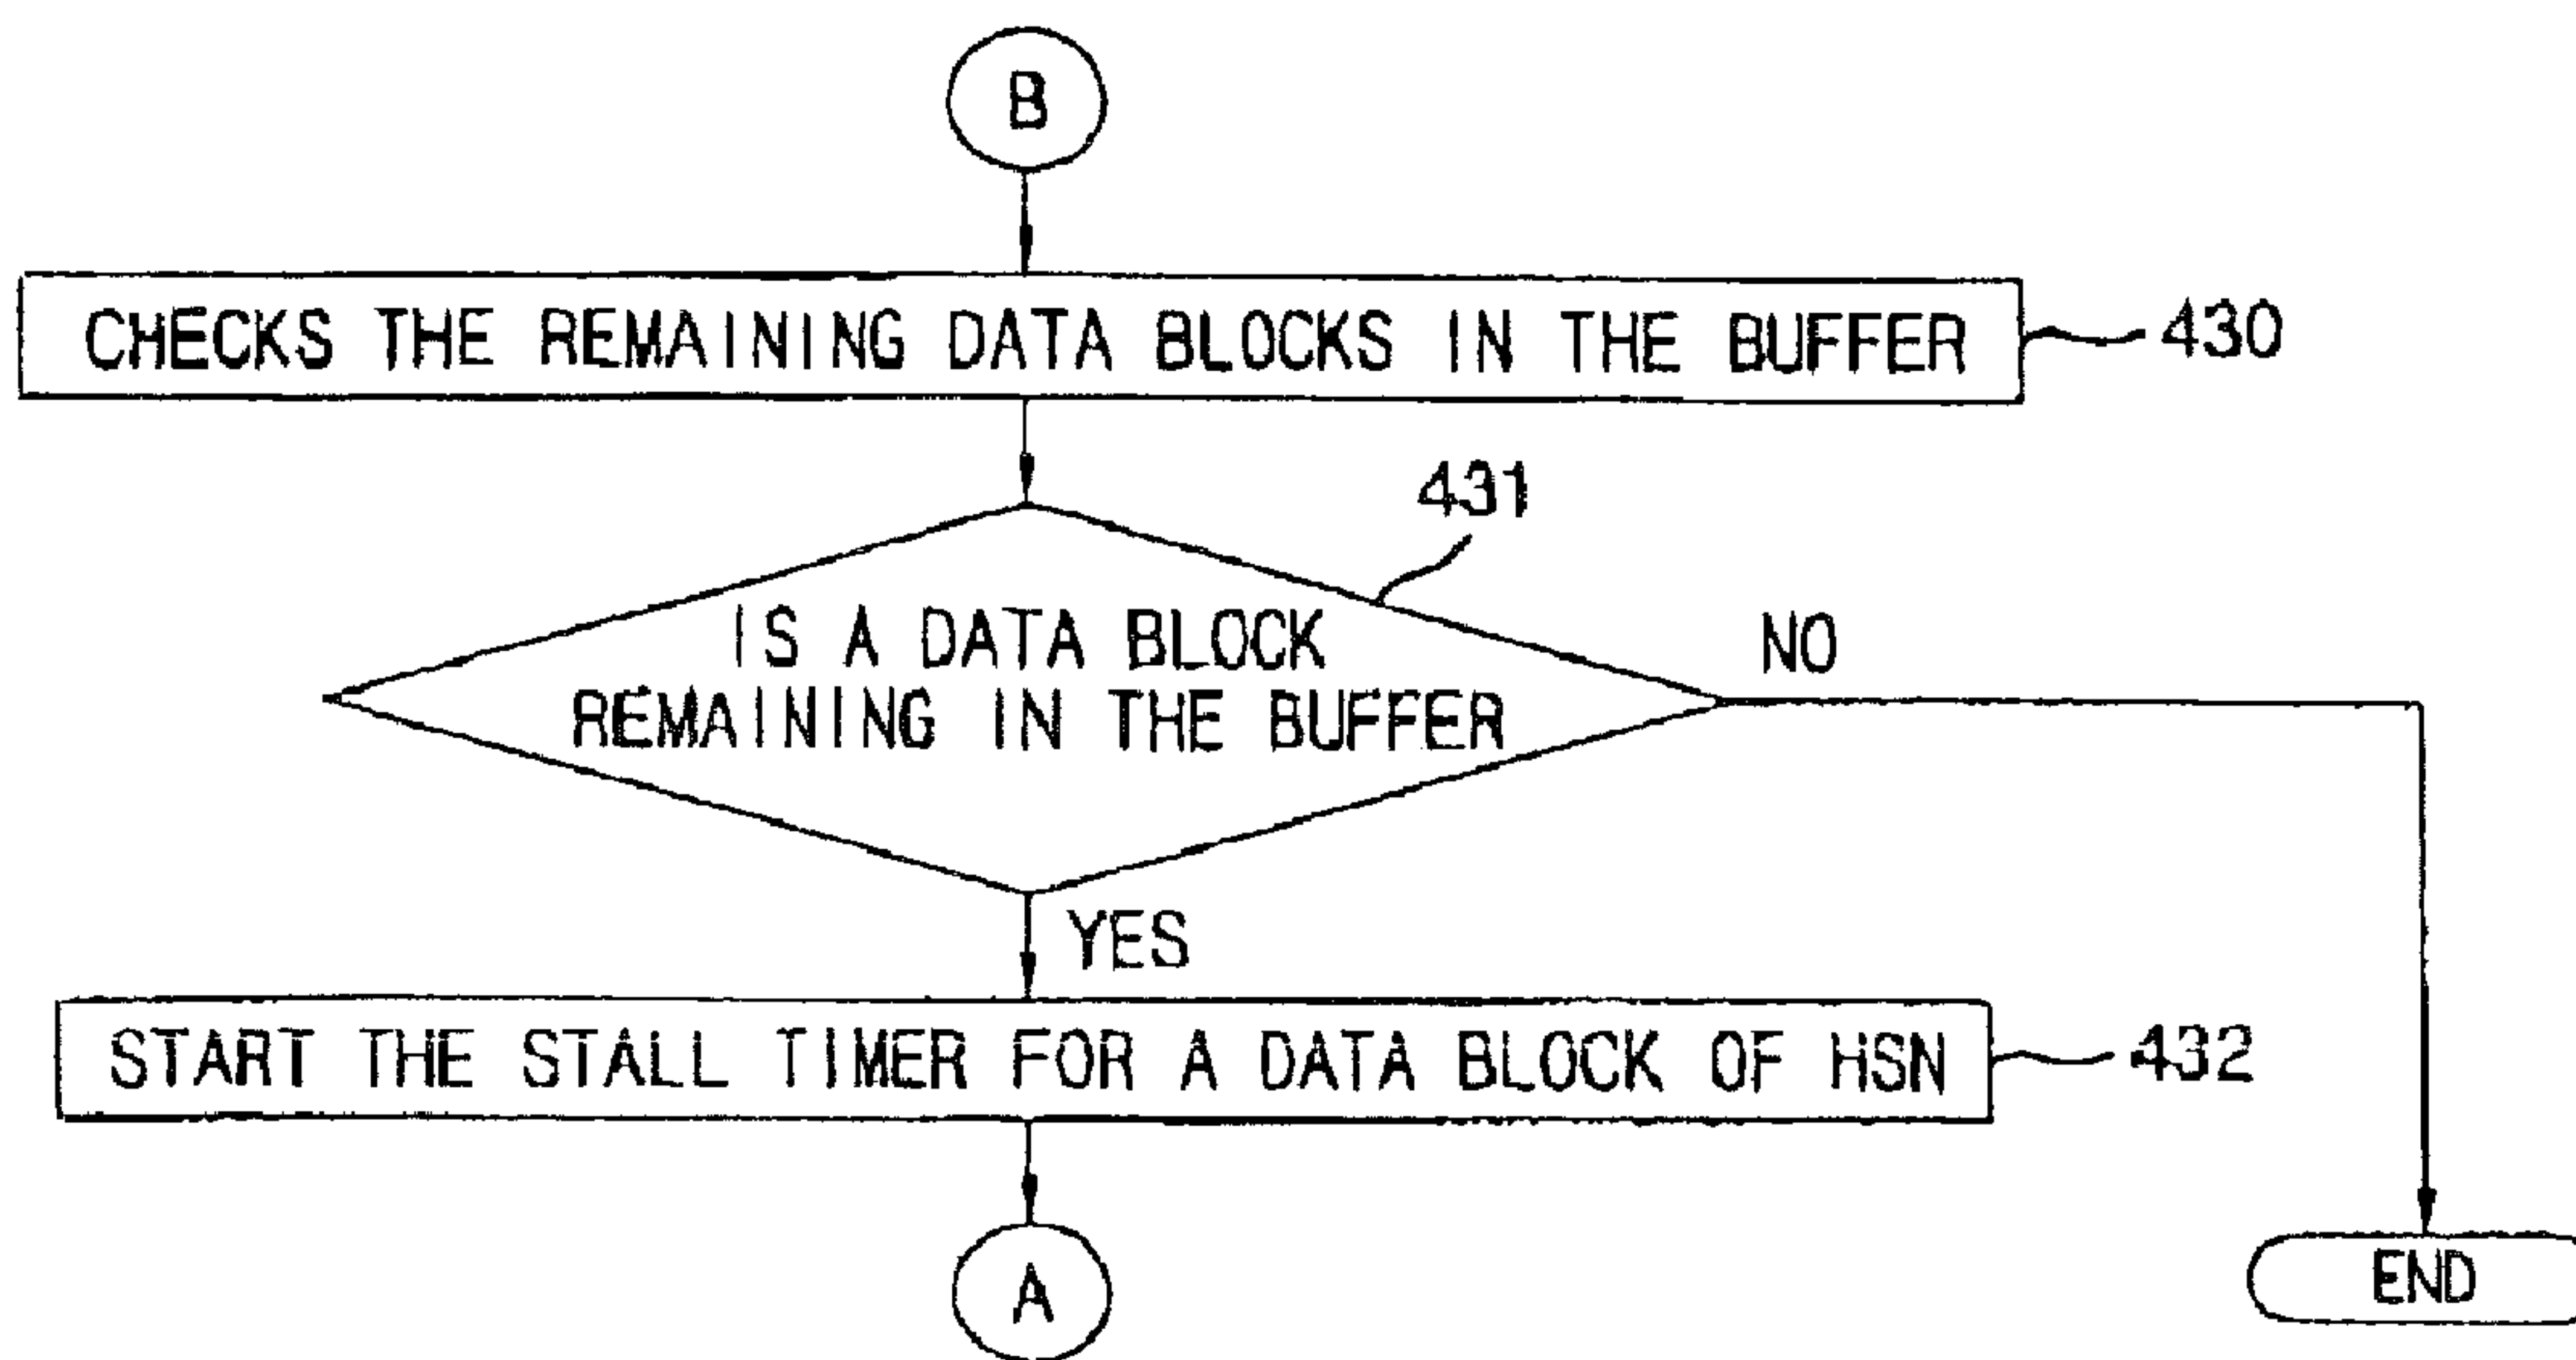 B
CHECKS THE REMAINING DATA BLOCKS IN THE BUFFER
430
431
IS A DATA BLOCK
REMAINING IN THE BUFFER
NO
YES
START THE STALL TIMER FOR A DATA BLOCK OF HSN
432
A
END